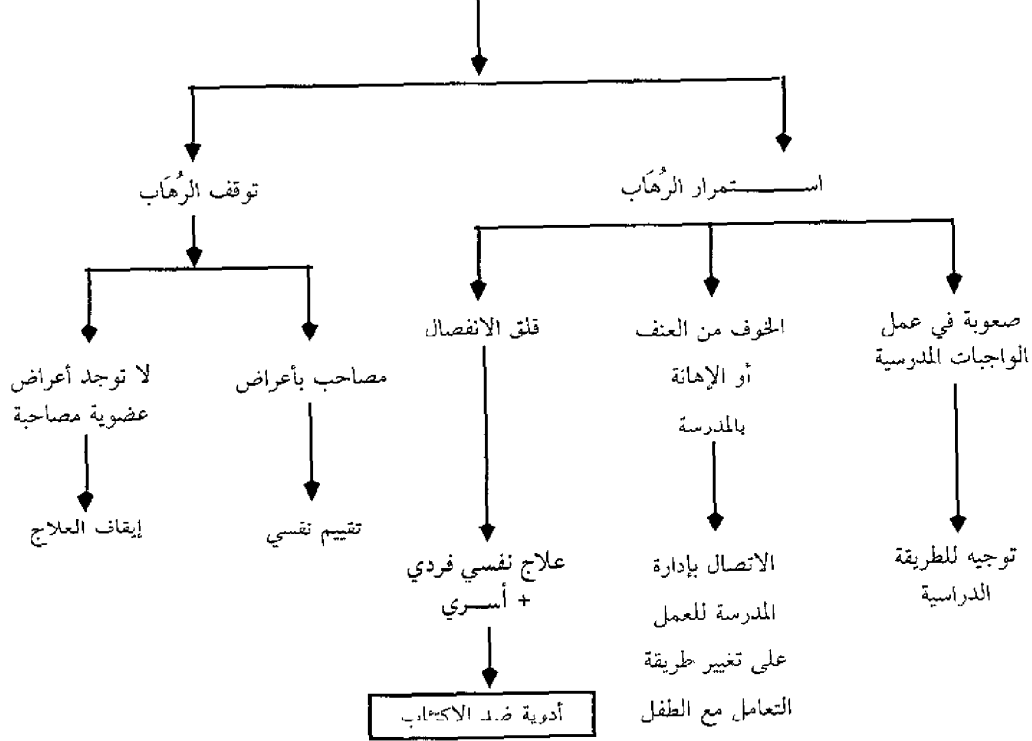 استمرار الرُهَاب
توقف الرُهَاب
صعوبة في عمل
الواجبات المدرسية
الخوف من العنف
أو الإهانة
بالمدرسة
قلق الانفصال
مصاحب بأعراض
لا توجد أعراض
عضوية مصاحبة
توجيه للطريقة
الدراسية
الاتصال بإدارة
المدرسة للعمل
على تغيير طريقة
التعامل مع الطفل
علاج نفسي فردي
+ أسري
أدوية ضد الاكتئاب
تقييم نفسي
إيقاف العلاج